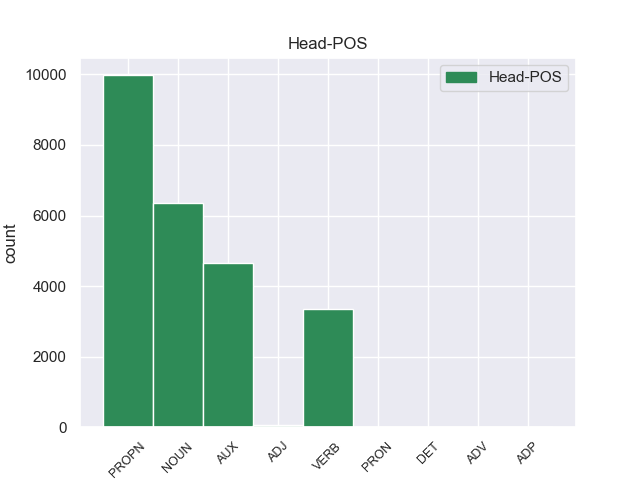 Head-POS
Head-POS
10000
8000
6000
4000
2000
0
count
PROPN NOUN AUX ADJ VERB PRON DET ADV ADP